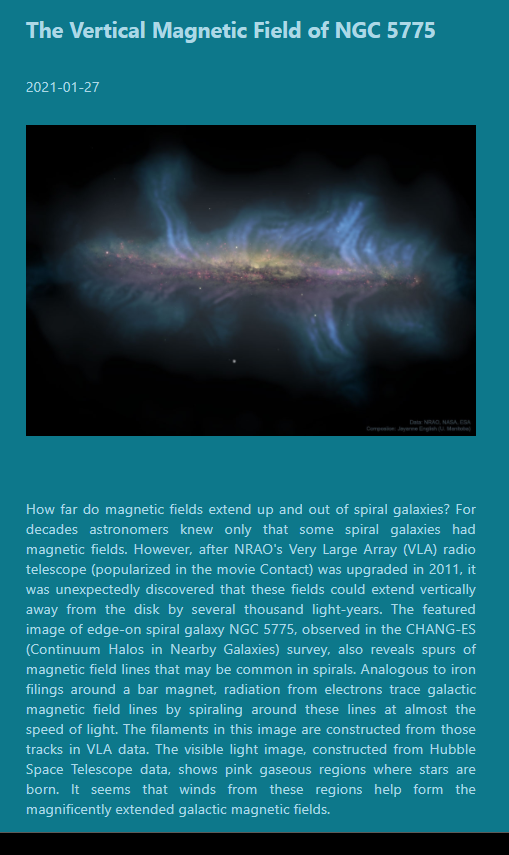 The Vertical Magnetic Field of NGC 5775
2021-01-27
Data: NRAO, NASA, ESA
Composition: Jayanne English (U. Manitoba)
How far do magnetic fields extend up and out of spiral galaxies? For
decades astronomers knew only that some spiral galaxies had
magnetic fields. However, after NRAO's Very Large Array (VLA) radio
telescope (popularized in the movie Contact) was upgraded in 2011, it
was unexpectedly discovered that these fields could extend vertically
away from the disk by several thousand light-years. The featured
image of edge-on spiral galaxy NGC 5775, observed in the CHANG-ES
(Continuum Halos in Nearby Galaxies) survey, also reveals spurs of
magnetic field lines that may be common in spirals. Analogous to iron
filings around a bar magnet, radiation from electrons trace galactic
magnetic field lines by spiraling around these lines at almost the
speed of light. The filaments in this image are constructed from those
tracks in VLA data. The visible light image, constructed from Hubble
Space Telescope data, shows pink gaseous regions where stars are
born. It seems that winds from these regions help form the
magnificently extended galactic magnetic fields.